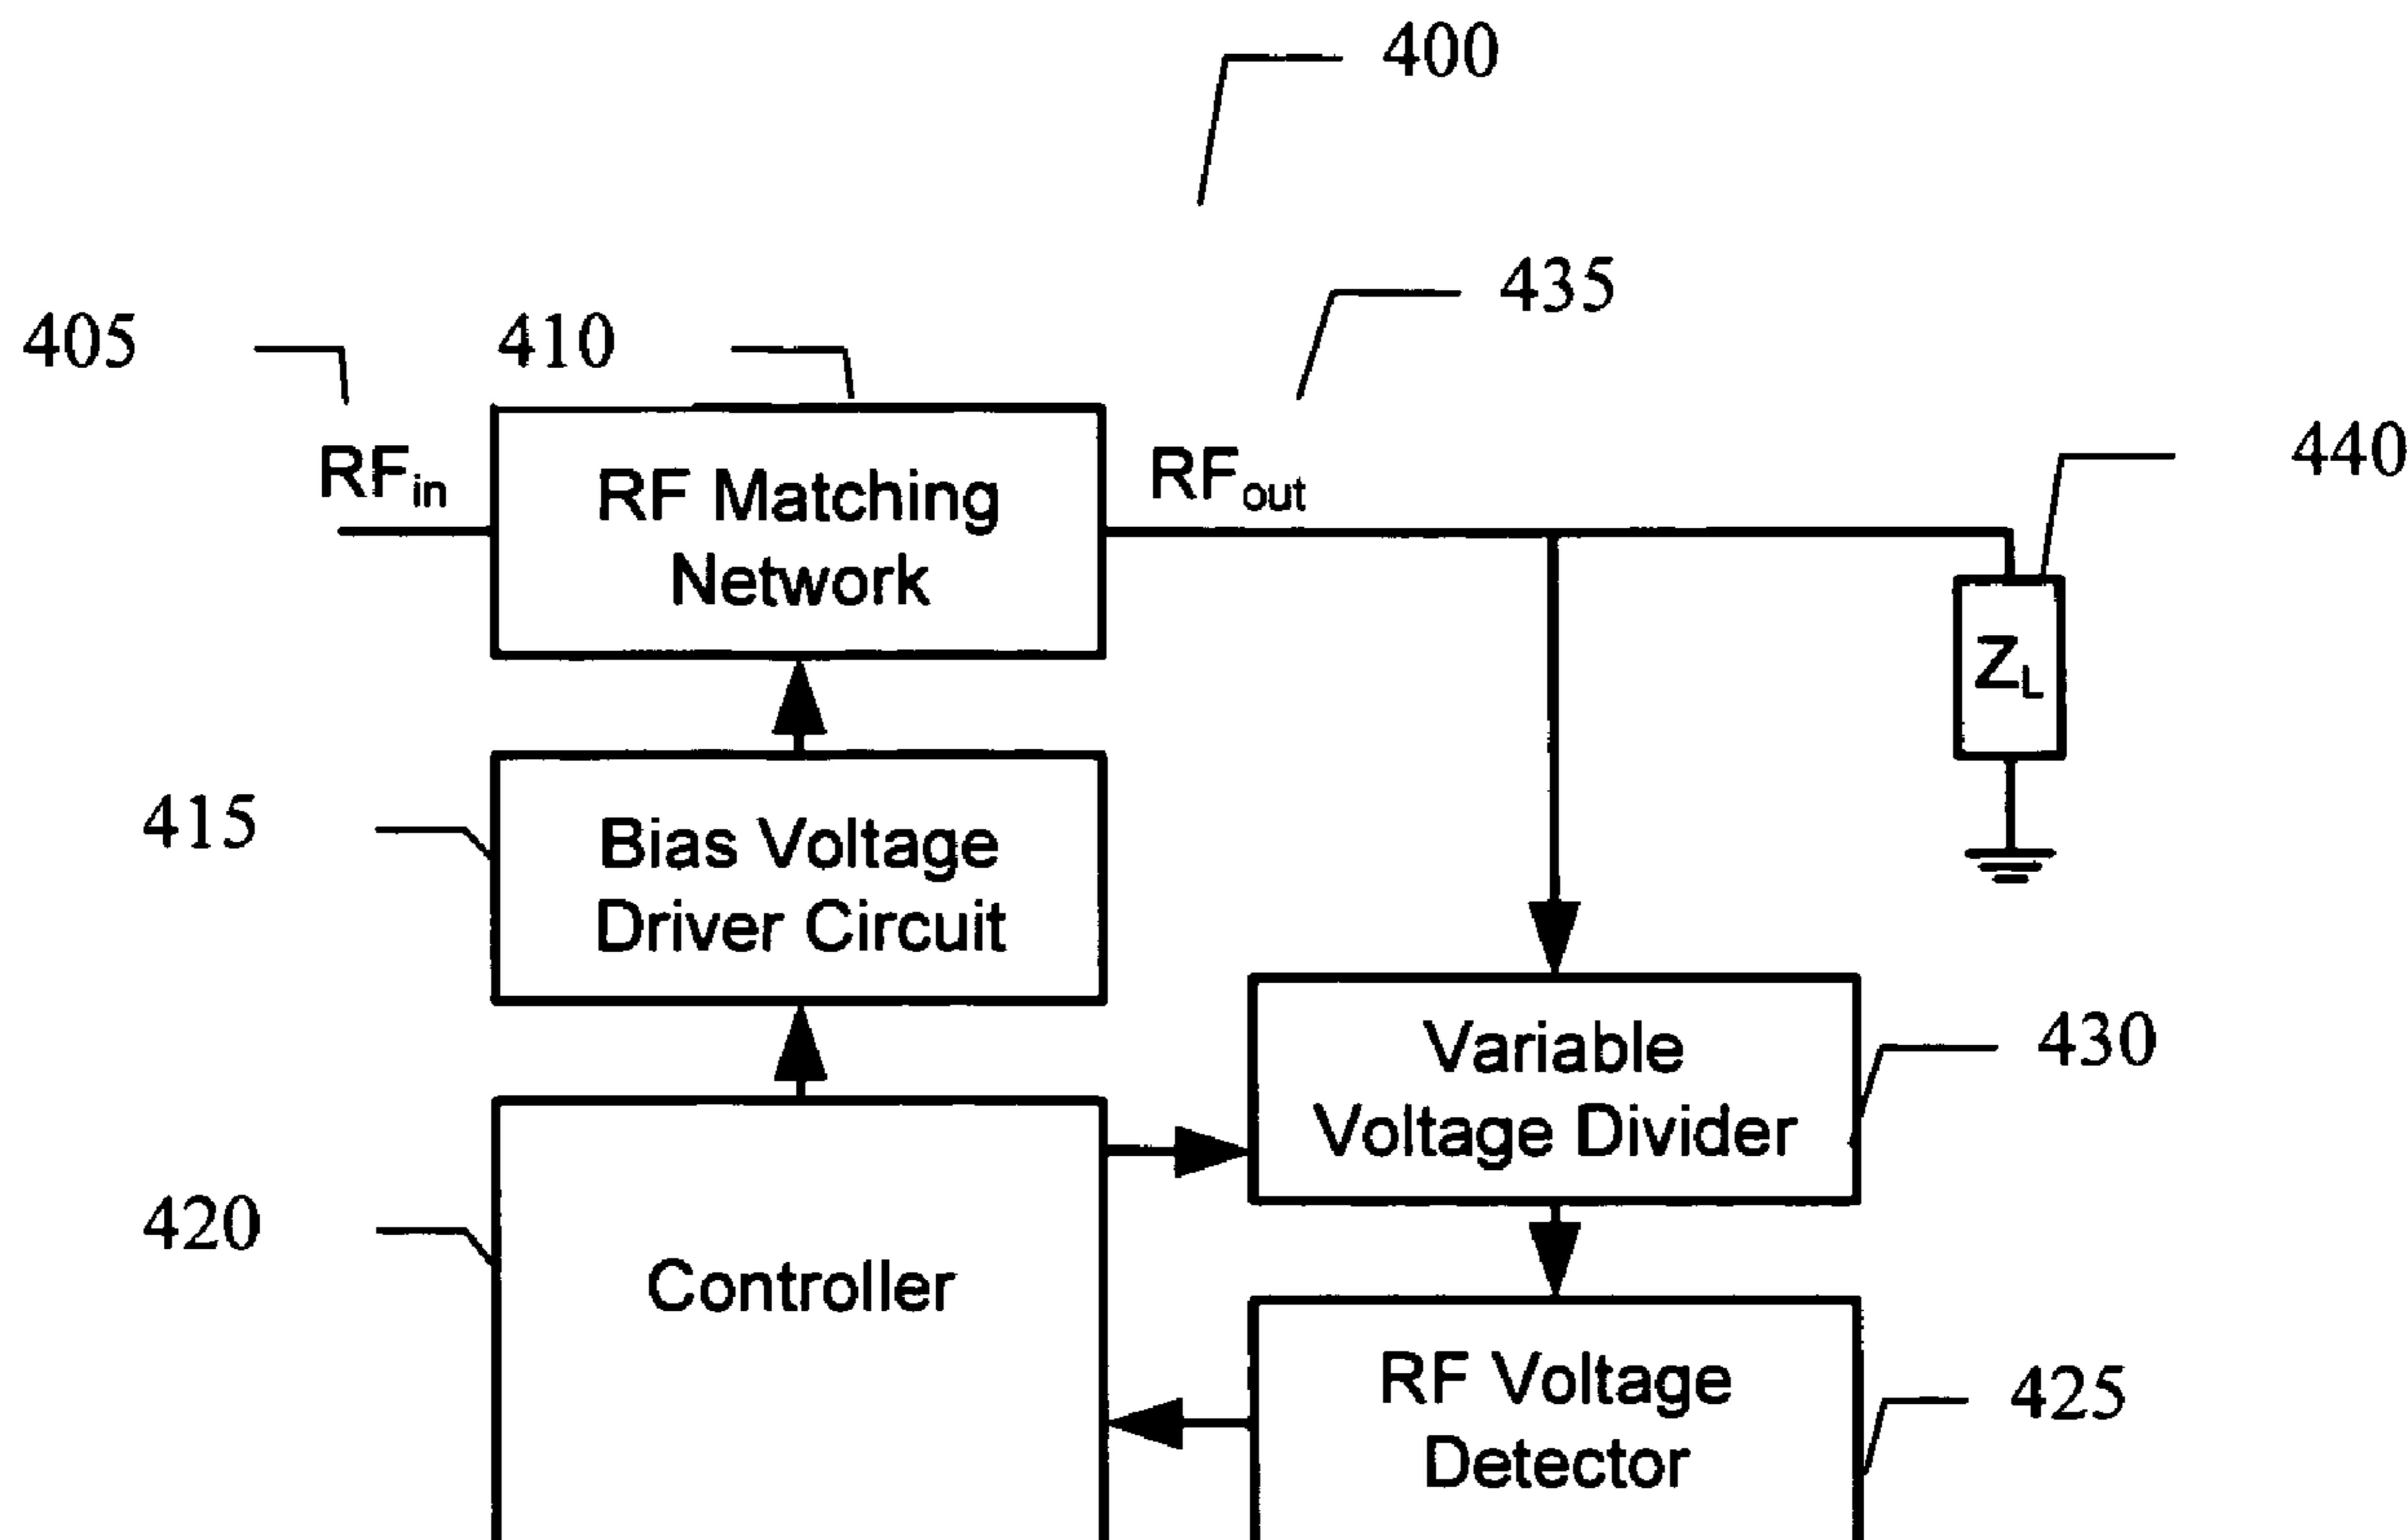 400
435
405
410
440
RFin
RF Matching
Network
RFout
ZL
415
Bias Voltage
Driver Circuit
430
Variable
Voltage Divider
420
Controller
425
RF Voltage
Detector